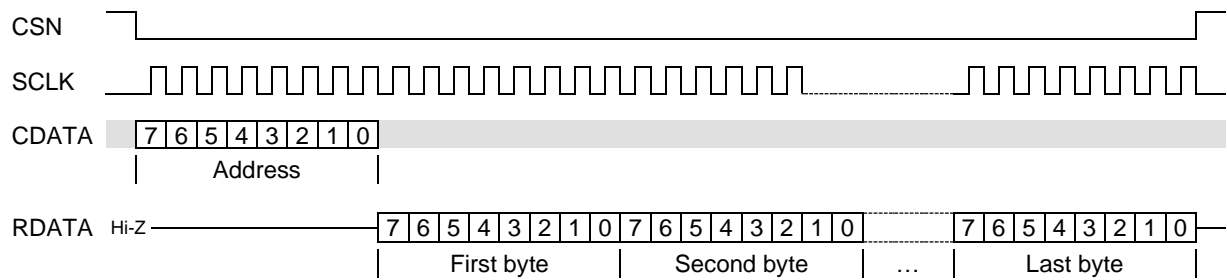 CSN
SCLK
CDATA 7 6 5 4 3 2 1 0
Address
RDATA Hi-Z 7 6 5 4 3 2 1 0 7 6 5 4 3 2 1 0 7 6 5 4 3 2 1 0
First byte Second byte … Last byte